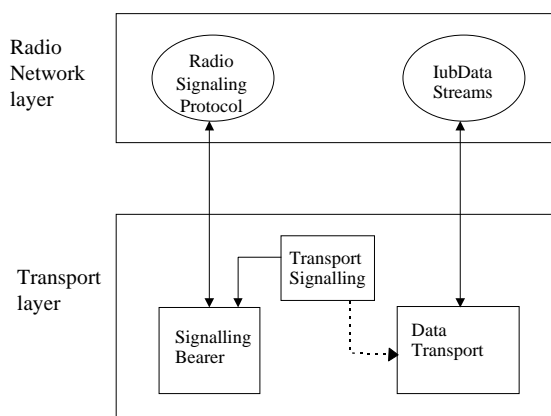 Radio
Network
layer
Radio
Signaling
Protocol
IubData
Streams
Transport
layer
Transport
Signalling
Signalling
Bearer
Data
Transport